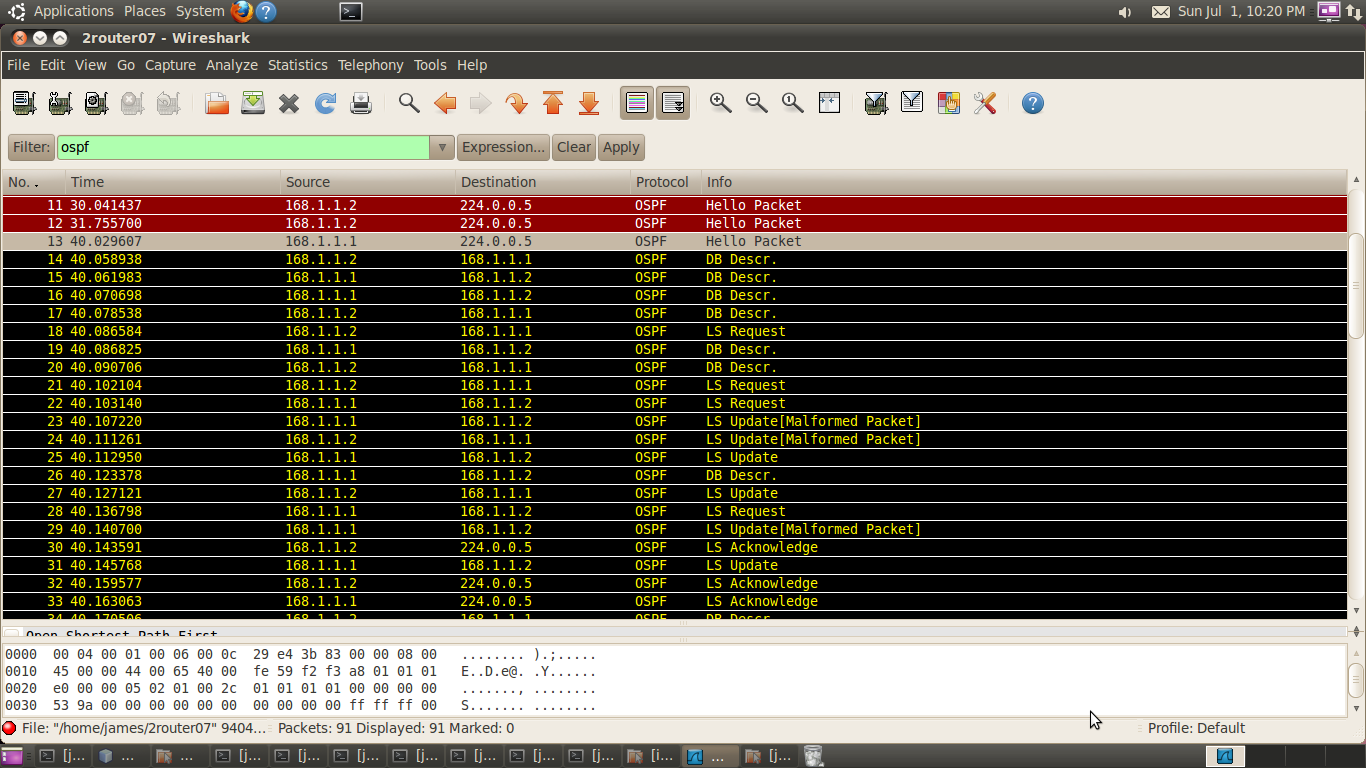 Applications Places System Sun Jul 1, 10:20 PM
2router07 - Wireshark
File Edit View Go Capture Analyze Statistics Telephony Tools Help
Filter: ospf Expression... Clear Apply
No. Time Source Destination Protocol Info
11 30.041437 168.1.1.2 224.0.0.5 OSPF Hello Packet
12 31.755700 168.1.1.2 224.0.0.5 OSPF Hello Packet
13 40.029607 168.1.1.1 224.0.0.5 OSPF Hello Packet
14 40.058938 168.1.1.2 168.1.1.1 OSPF DB Descr.
15 40.061983 168.1.1.1 168.1.1.2 OSPF DB Descr.
16 40.070698 168.1.1.1 168.1.1.2 OSPF DB Descr.
17 40.078538 168.1.1.2 168.1.1.1 OSPF DB Descr.
18 40.086584 168.1.1.2 168.1.1.1 OSPF LS Request
19 40.086825 168.1.1.1 168.1.1.2 OSPF DB Descr.
20 40.090706 168.1.1.2 168.1.1.1 OSPF DB Descr.
21 40.102104 168.1.1.2 168.1.1.1 OSPF LS Request
22 40.103140 168.1.1.1 168.1.1.2 OSPF LS Request
23 40.107220 168.1.1.1 168.1.1.2 OSPF LS Update[Malformed Packet]
24 40.111261 168.1.1.2 168.1.1.1 OSPF LS Update[Malformed Packet]
25 40.112950 168.1.1.1 168.1.1.2 OSPF LS Update
26 40.123378 168.1.1.1 168.1.1.2 OSPF DB Descr.
27 40.127121 168.1.1.2 168.1.1.1 OSPF LS Update
28 40.136798 168.1.1.2 168.1.1.1 OSPF LS Request
29 40.140700 168.1.1.1 168.1.1.2 OSPF LS Update[Malformed Packet]
30 40.143591 168.1.1.2 224.0.0.5 OSPF LS Acknowledge
31 40.145768 168.1.1.1 168.1.1.2 OSPF LS Update
32 40.159577 168.1.1.2 224.0.0.5 OSPF LS Acknowledge
33 40.163063 168.1.1.1 224.0.0.5 OSPF LS Acknowledge
34 40.170506 168.1.1.2 168.1.1.1 OSPF DB Descr.
Open Shortest Path First
0000 00 04 00 01 00 06 00 0c 29 e4 3b 83 00 00 08 00 ........ ).;.....
0010 45 00 00 44 00 65 40 00 fe 59 f2 f3 a8 01 01 01 E..D.e@. .Y......
0020 e0 00 00 05 02 01 00 2c 01 01 01 01 00 00 00 00 ......., ........
0030 53 9a 00 00 00 00 00 00 00 00 00 00 ff ff ff 00 S....... ........
File: "/home/james/2router07" 9404... Packets: 91 Displayed: 91 Marked: 0 Profile: Default
[j... ... ... [j... [j... [j... [j... [j... [j... [j... [i... ... [j...